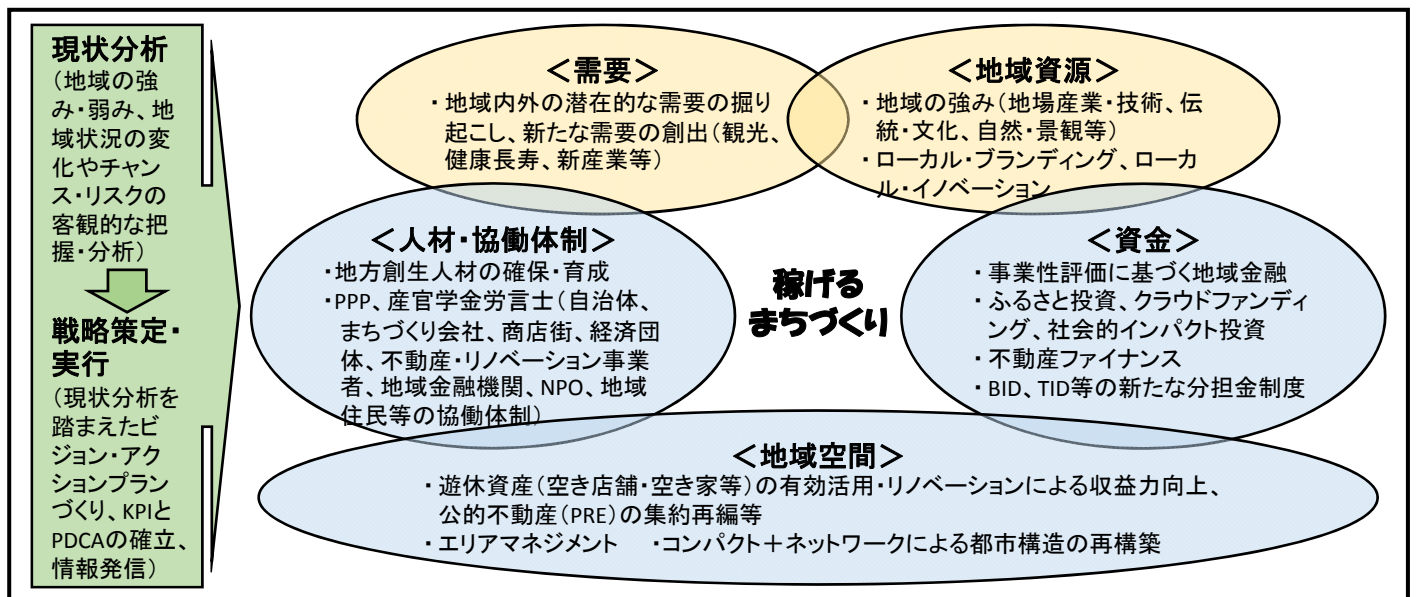 現状分析
（地域の強
み・弱み、地
域状況の変
化やチャン
ス・リスクの
客観的な把
握・分析）
戦略策定・
実行
（現状分析を
踏まえたビ
ジョン・アク
ションプラン
づくり、KPIと
PDCAの確立、
情報発信）
＜需要＞
・地域内外の潜在的な需要の掘り
起こし、新たな需要の創出（観光、
健康長寿、新産業等）
＜地域資源＞
・地域の強み（地場産業・技術、伝
統・文化、自然・景観等）
・ローカル・ブランディング、ローカ
ル・イノベーション
＜人材・協働体制＞
・地方創生人材の確保・育成
・PPP、産官学金労言士（自治体、
まちづくり会社、商店街、経済団
体、不動産・リノベーション事業
者、地域金融機関、NPO、地域
住民等の協働体制）
稼げる
まちづくり
＜資金＞
・事業性評価に基づく地域金融
・ふるさと投資、クラウドファンディ
ング、社会的インパクト投資
・不動産ファイナンス
・BID、TID等の新たな分担金制度
＜地域空間＞
・遊休資産（空き店舗・空き家等）の有効活用・リノベーションによる収益力向上、
公的不動産（PRE）の集約再編等
・エリアマネジメント　・コンパクト＋ネットワークによる都市構造の再構築